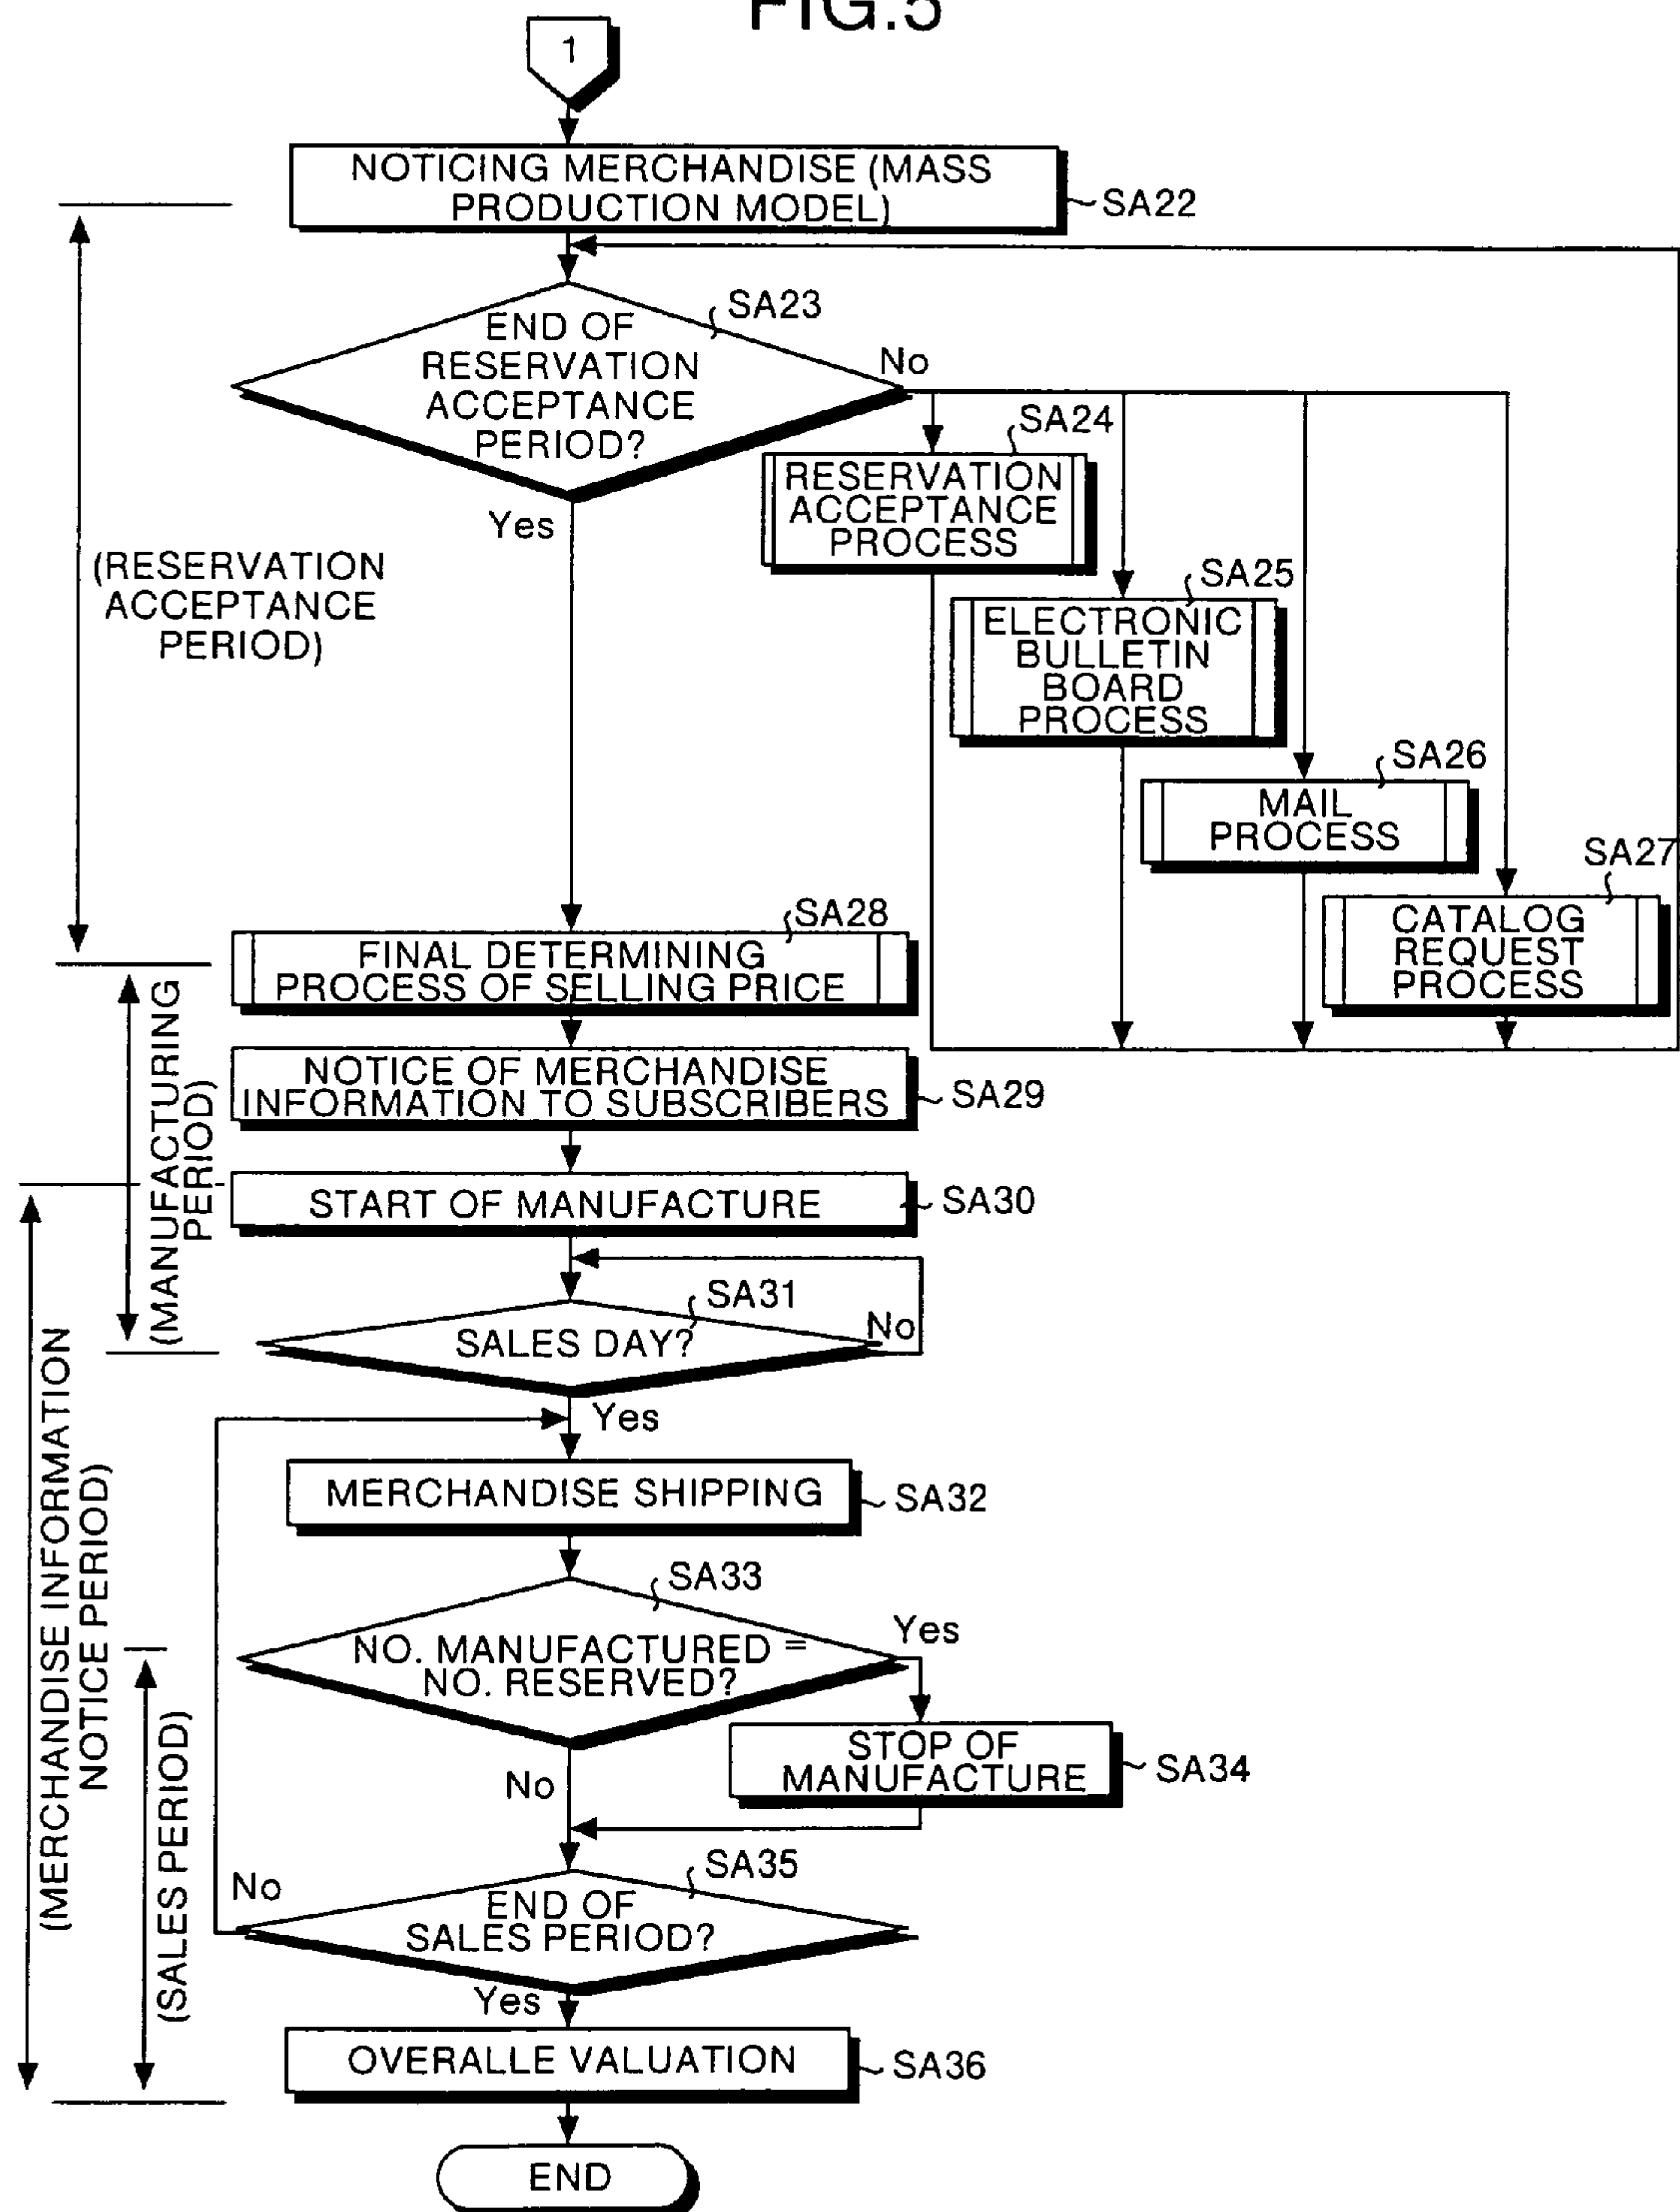 FIG.5
1
NOTICING MERCHANDISE (MASS
PRODUCTION MODEL)
SA22
SA23
END OF
RESERVATION
ACCEPTANCE
PERIOD?
No
Yes
SA24
RESERVATION
ACCEPTANCE
PROCESS
SA25
ELECTRONIC
BULLETIN
BOARD
PROCESS
SA26
MAIL
PROCESS
SA27
CATALOG
REQUEST
PROCESS
(RESERVATION
ACCEPTANCE
PERIOD)
SA28
FINAL DETERMINING
PROCESS OF SELLING PRICE
NOTICE OF MERCHANDISE
INFORMATION TO SUBSCRIBERS
SA29
(MANUFACTURING
PERIOD)
START OF MANUFACTURE
SA30
SA31
SALES DAY?
No
Yes
(MERCHANDISE INFORMATION
NOTICE PERIOD)
MERCHANDISE SHIPPING
SA32
SA33
NO. MANUFACTURED =
NO. RESERVED?
Yes
No
STOP OF
MANUFACTURE
SA34
(SALES PERIOD)
SA35
END OF
SALES PERIOD?
No
Yes
OVERALLE VALUATION
SA36
END